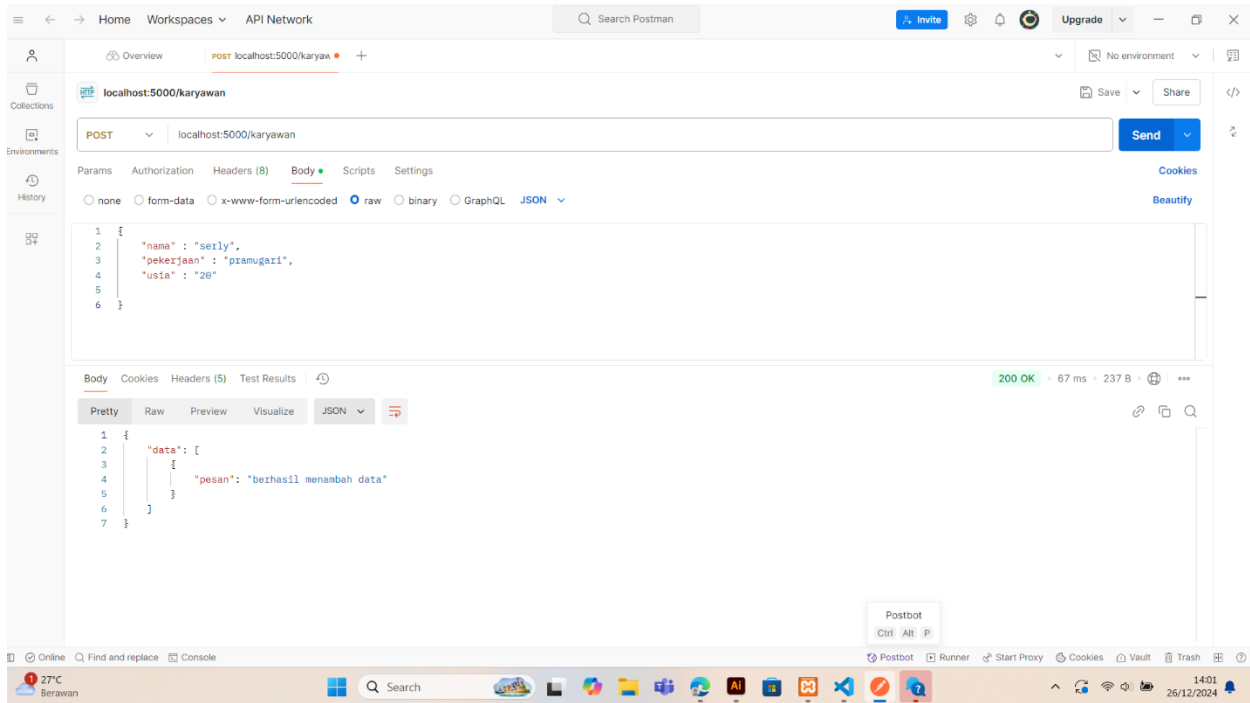 Home Workspaces API Network Search Postman Invite Upgrade
Overview POST localhost:5000/karyaw No environment
HTTP localhost:5000/karyawan Save Share
Collections
POST localhost:5000/karyawan Send
Environments
Params Authorization Headers (8) Body Scripts Settings Cookies
History
none form-data x-www-form-urlencoded raw binary GraphQL JSON Beautify
1 {
2 "nama" : "serly",
3 "pekerjaan" : "pramugari",
4 "usia" : "20"
5
6 }
Body Cookies Headers (5) Test Results 200 OK 67 ms 237 B
Pretty Raw Preview Visualize JSON
1 {
2 "data": [
3 {
4 "pesan": "berhasil menambah data"
5 }
6 ]
7 }
Postbot
Ctrl Alt P
Online Find and replace Console Postbot Runner Start Proxy Cookies Vault Trash
1 27°C
Berawan
Search
Ai
14:01
26/12/2024